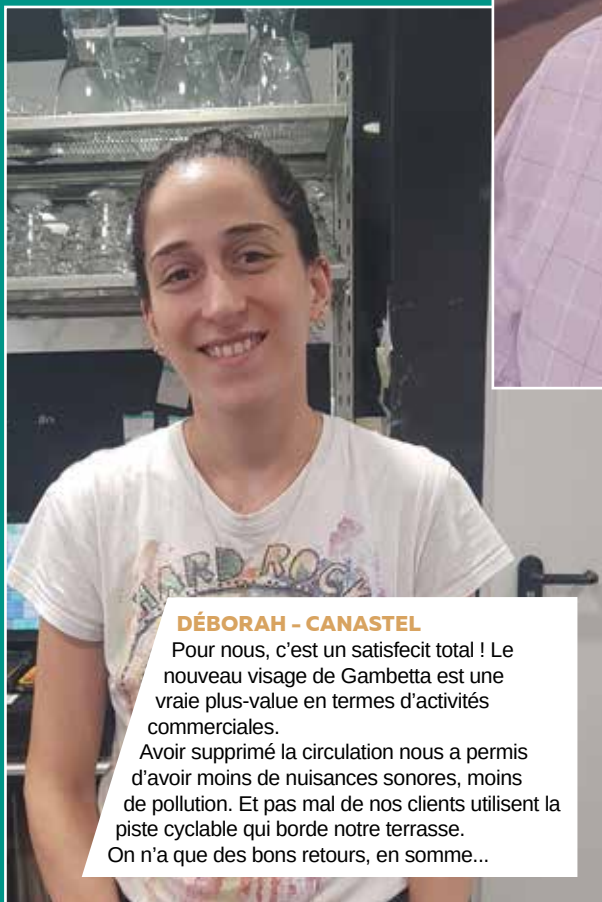 HARD ROCK
DÉBORAH - CANASTEL
Pour nous, c'est un satisfecit total ! Le
nouveau visage de Gambetta est une
vraie plus-value en termes d'activités
commerciales.
Avoir supprimé la circulation nous a permis
d'avoir moins de nuisances sonores, moins
de pollution. Et pas mal de nos clients utilisent la
piste cyclable qui borde notre terrasse.
On n'a que des bons retours, en somme...